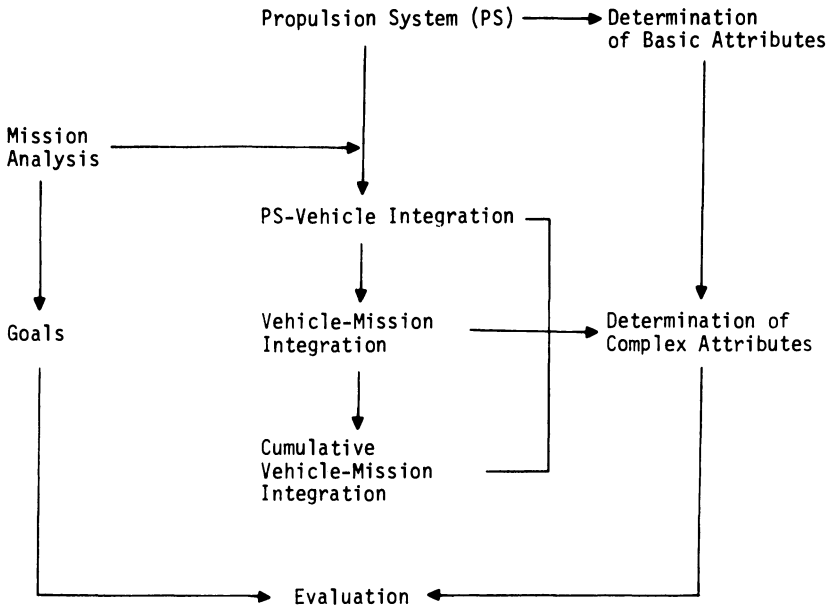 Propulsion System (PS)
Determination
of Basic Attributes
Mission
Analysis
PS-Vehicle Integration
Goals
Vehicle-Mission
Integration
Determination of
Complex Attributes
Cumulative
Vehicle-Mission
Integration
Evaluation